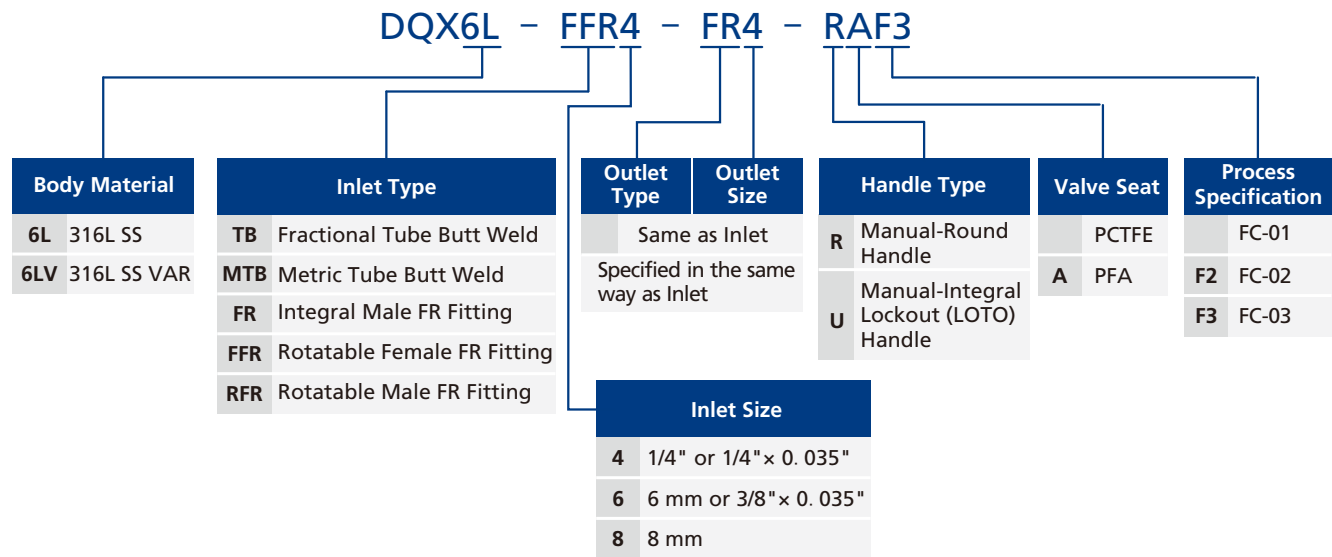 DQX6L – FFR4 – FR4 – RAF3
Body Material
6L 316L SS
6LV 316L SS VAR
Inlet Type
TB Fractional Tube Butt Weld
MTB Metric Tube Butt Weld
FR Integral Male FR Fitting
FFR Rotatable Female FR Fitting
RFR Rotatable Male FR Fitting
Outlet
Type
Outlet
Size
Same as Inlet
Specified in the same
way as Inlet
Handle Type
R Manual-Round
Handle
U Manual-Integral
Lockout (LOTO)
Handle
Valve Seat
PCTFE
A PFA
Process
Specification
FC-01
F2 FC-02
F3 FC-03
Inlet Size
4 1/4" or 1/4"× 0. 035"
6 6 mm or 3/8"× 0. 035"
8 8 mm